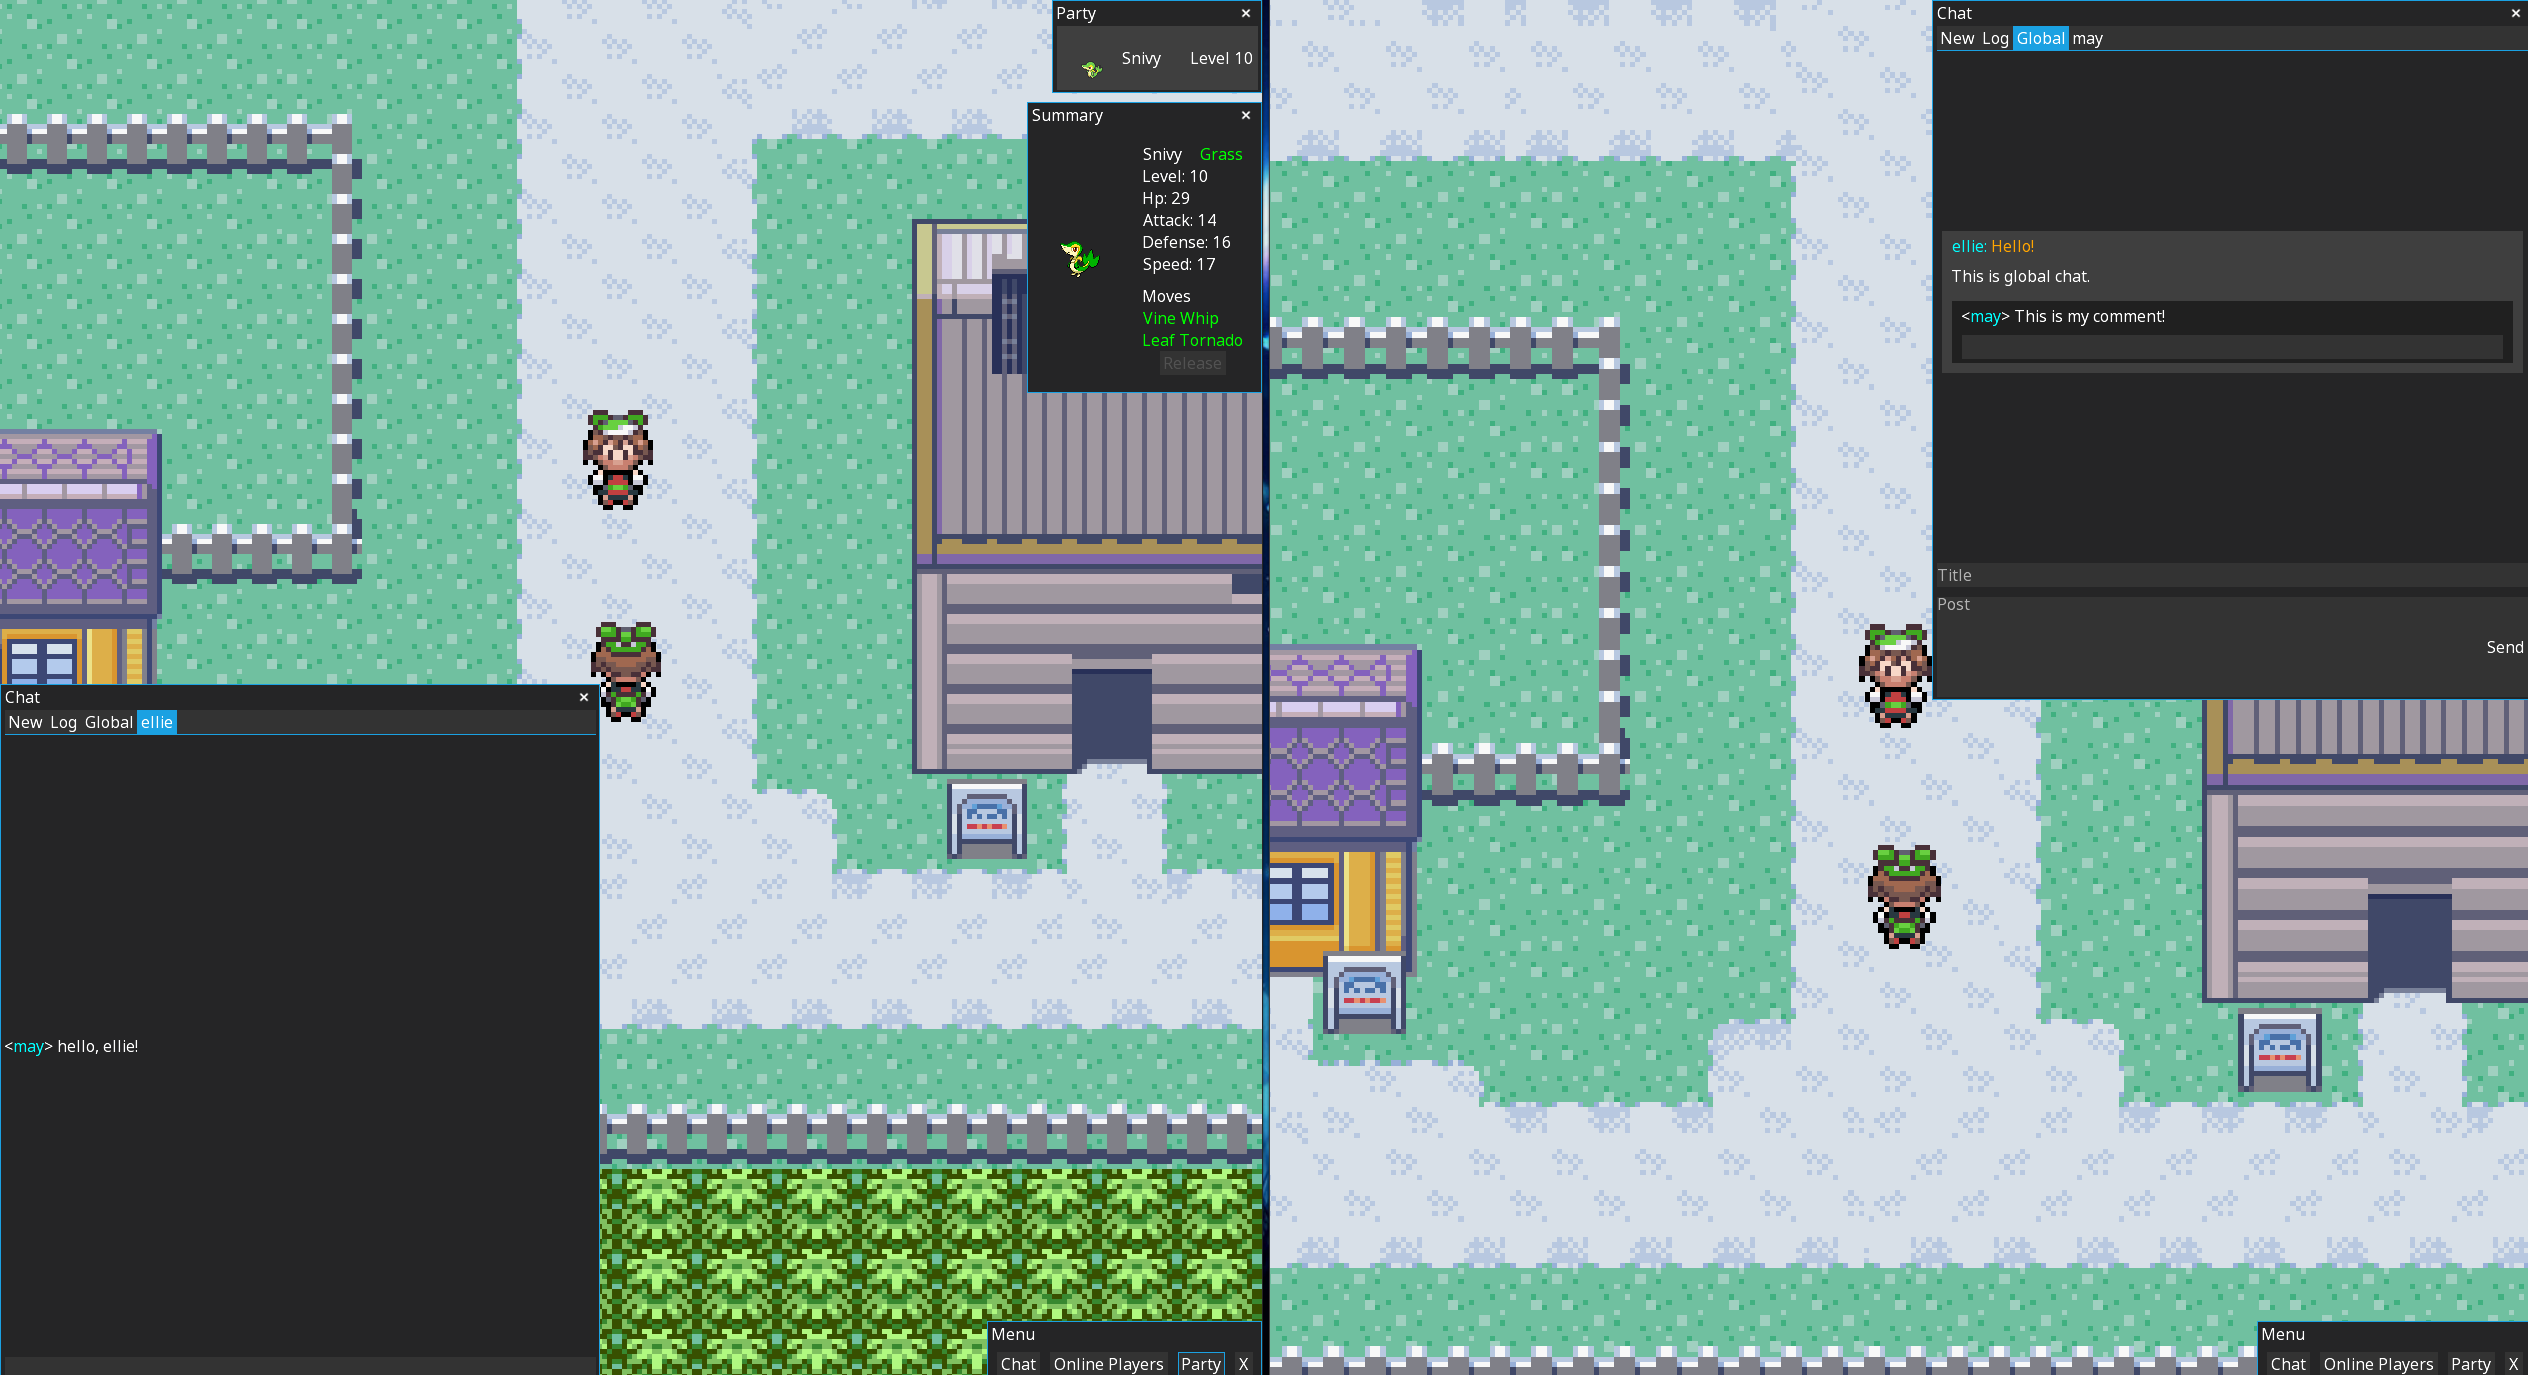 Party
Snivy Level 10
Summary
Snivy Grass
Level: 10
Hp: 29
Attack: 14
Defense: 16
Speed: 17
Moves
Vine Whip
Leaf Tornado
Release
Chat
New Log Global ellie
<may> hello, ellie!
Menu
Chat Online Players Party X
Chat
New Log Global may
ellie: Hello!
This is global chat.
<may> This is my comment!
Title
Post
Send
Menu
Chat Online Players Party X